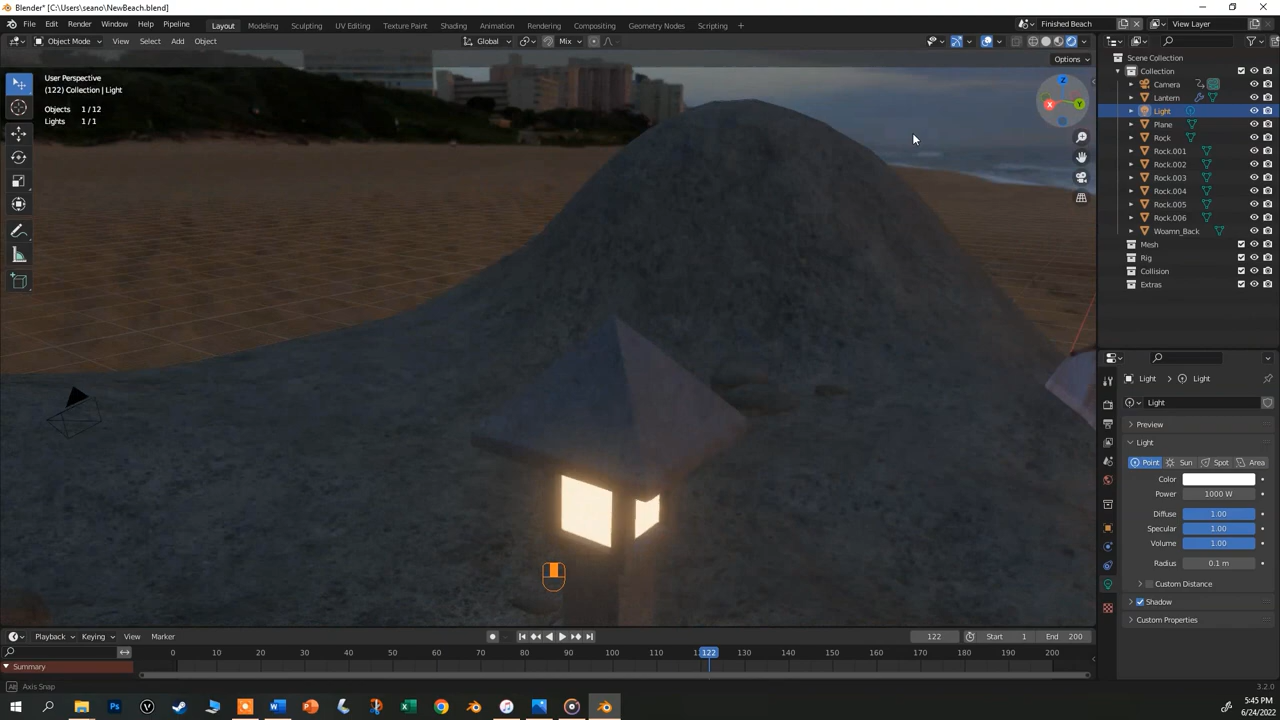 Blender* [C:\Users\seano\NewBeach.blend]
File Edit Render Window Help Pipeline Layout Modeling Sculpting UV Editing Texture Paint Shading Animation Rendering Compositing Geometry Nodes Scripting Finished Beach View Layer
Object Mode View Select Add Object Global Mix
Options
User Perspective
(122) Collection | Light
Objects 1 / 12
Lights 1 / 1
Z
X
Y
Scene Collection
Collection
Camera
Lantern
Light
Plane
Rock
Rock.001
Rock.002
Rock.003
Rock.004
Rock.005
Rock.006
Woamn_Back
Mesh
Rig
Collision
Extras
Light Light
Light
Preview
Light
Point Sun Spot Area
Color
Power 1000 W
Diffuse 1.00
Specular 1.00
Volume 1.00
Radius 0.1 m
Custom Distance
Shadow
Custom Properties
Playback Keying View Marker 122 Start 1 End 200
0 10 20 30 40 50 60 70 80 90 100 110 122 130 140 150 160 170 180 190 200
Summary
Alt Axis Snap 3.2.0
5:45 PM
6/24/2022